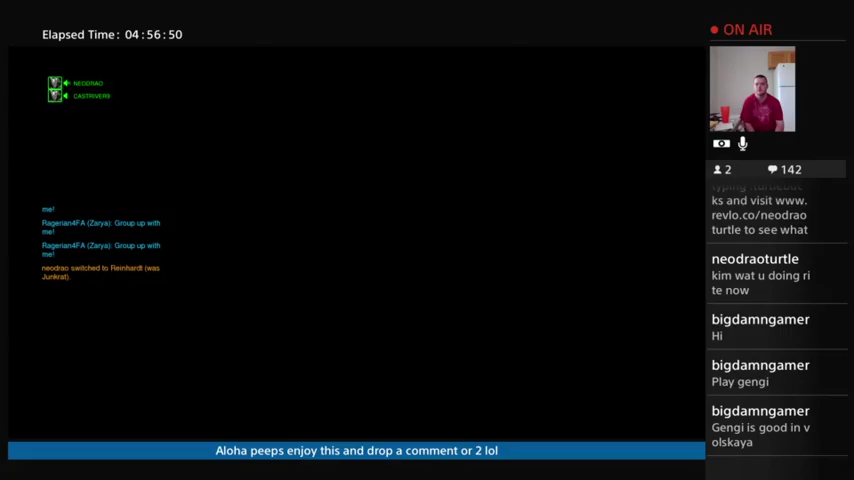 Elapsed Time: 04:56:50
ON AIR
NEODRAO
CASTRIVER9
2
142
me!
Ragerian4FA (Zarya): Group up with
me!
Ragerian4FA (Zarya): Group up with
me!
neodrao switched to Reinhardt (was
Junkrat).
typing !turtlebuc
ks and visit www.
revlo.co/neodrao
turtle to see what
neodraoturtle
kim wat u doing ri
te now
bigdamngamer
Hi
bigdamngamer
Play gengi
bigdamngamer
Gengi is good in v
olskaya
Aloha peeps enjoy this and drop a comment or 2 lol